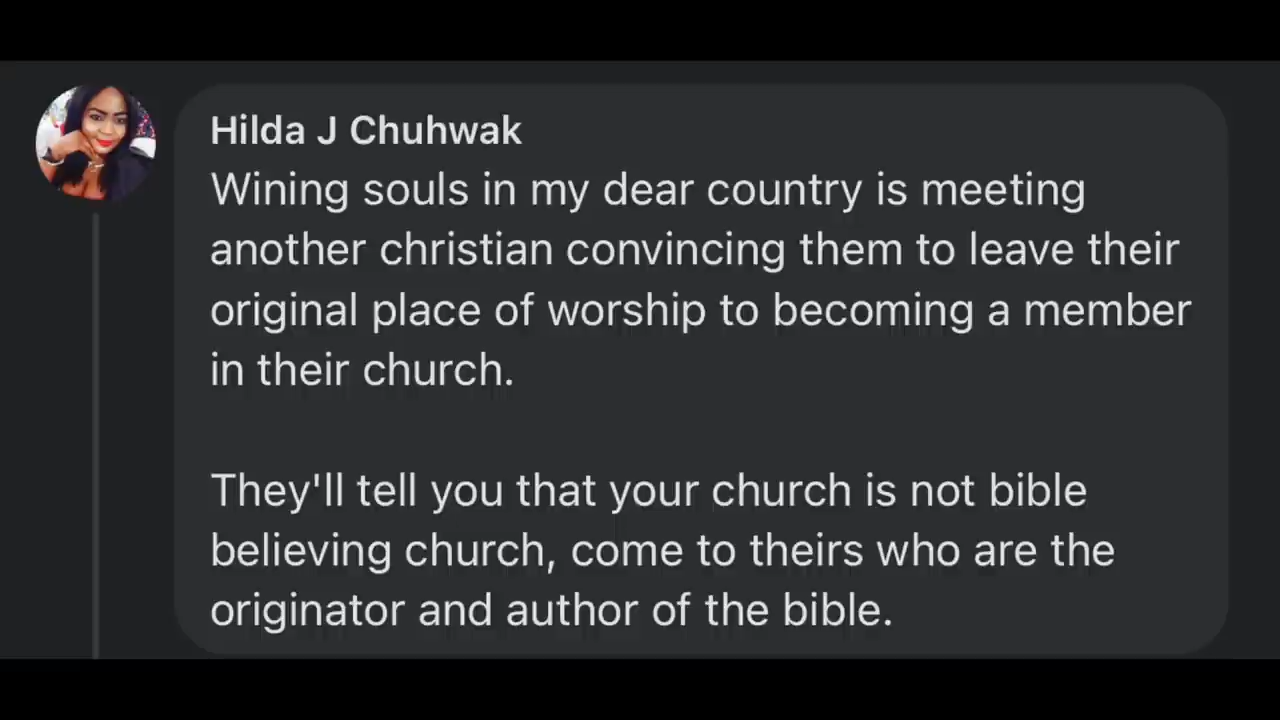 Hilda J Chuhwak
Wining souls in my dear country is meeting
another christian convincing them to leave their
original place of worship to becoming a member
in their church.
They'll tell you that your church is not bible
believing church, come to theirs who are the
originator and author of the bible.